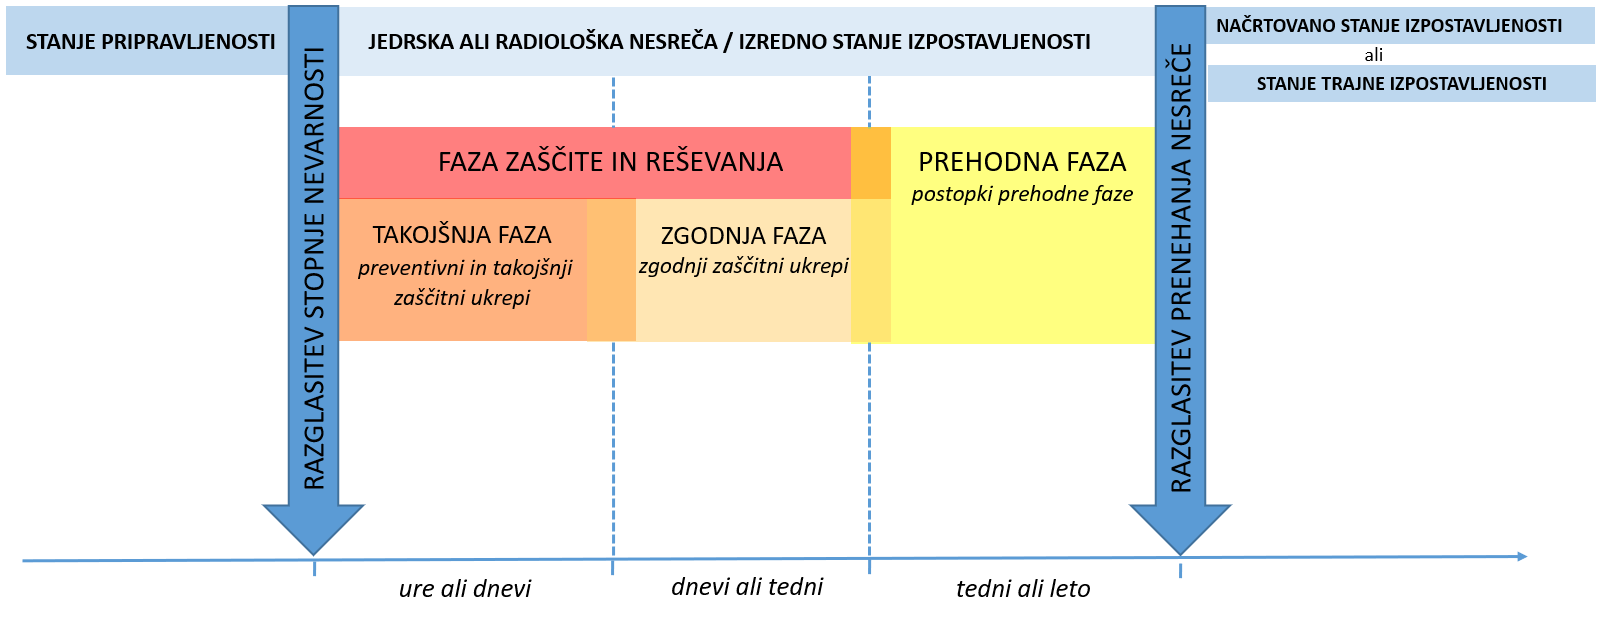 STANJE PRIPRAVLJENOSTI
RAZGLASITEV STOPNJE NEVARNOSTI
JEDRSKA ALI RADIOLOŠKA NESREČA / IZREDNO STANJE IZPOSTAVLJENOSTI
RAZGLASITEV PRENEHANJA NESREČE
NAČRTOVANO STANJE IZPOSTAVLJENOSTI
ali
STANJE TRAJNE IZPOSTAVLJENOSTI
FAZA ZAŠČITE IN REŠEVANJA
PREHODNA FAZA
postopki prehodne faze
TAKOJŠNJA FAZA
preventivni in takojšnji
zaščitni ukrepi
ZGODNJA FAZA
zgodnji zaščitni ukrepi
ure ali dnevi
dnevi ali tedni
tedni ali leto